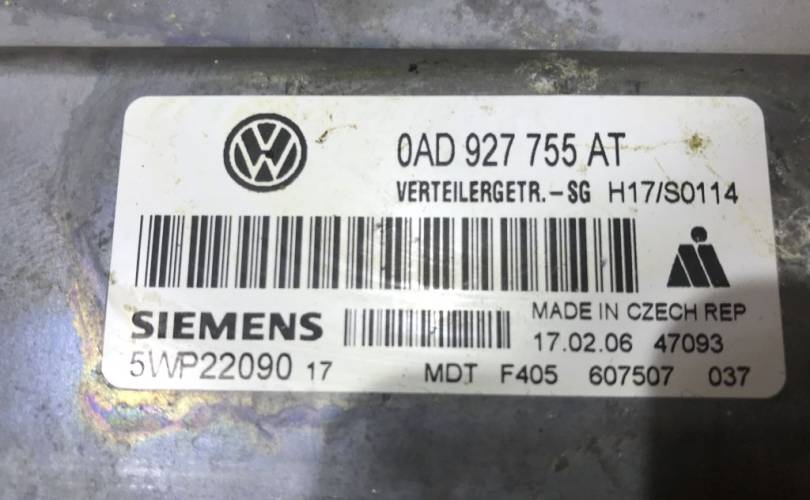 0AD 927 755 AT
VERTEILERGETR.-SG H17/S0114
SIEMENS
MADE IN CZECH REP
17.02.06 47093
5WP22090 17
MDT F405 607507 037